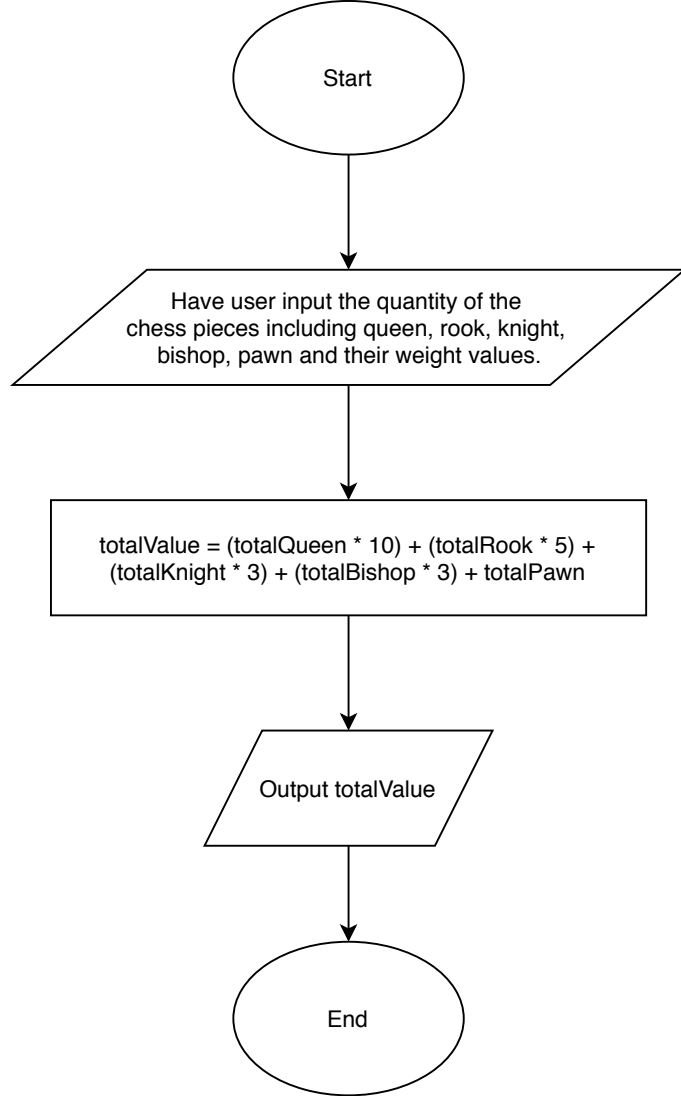 Start
Have user input the quantity of the
chess pieces including queen, rook, knight,
bishop, pawn and their weight values.
totalValue = (totalQueen * 10) + (totalRook * 5) +
(totalKnight * 3) + (totalBishop * 3) + totalPawn
Output totalValue
End